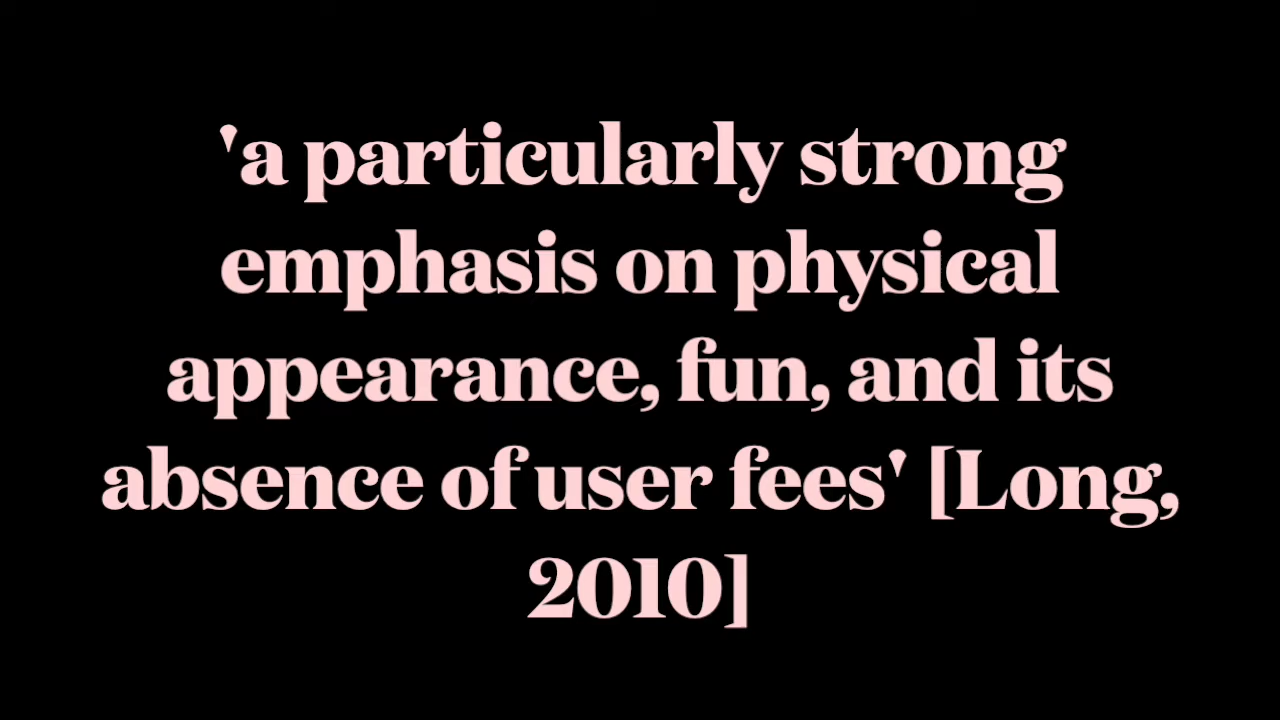 'a particularly strong
emphasis on physical
appearance, fun, and its
absence of user fees' [Long,
2010]